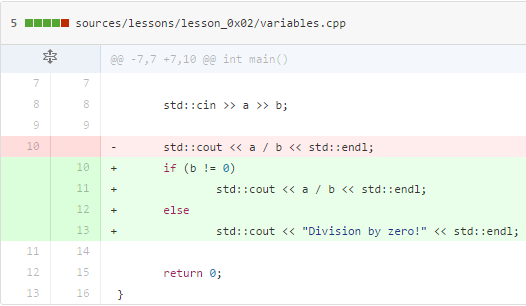 5 sources/lessons/lesson_0x02/variables.cpp
@@ -7,7 +7,10 @@ int main()
7 7
8 8 std::cin >> a >> b;
9 9
10 - std::cout << a / b << std::endl;
10 + if (b != 0)
11 + std::cout << a / b << std::endl;
12 + else
13 + std::cout << "Division by zero!" << std::endl;
11 14
12 15 return 0;
13 16 }